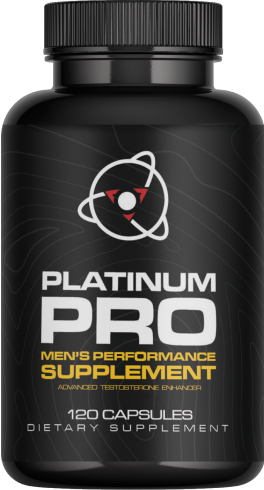 PLATINUM
PRO
MEN'S PERFORMANCE
SUPPLEMENT
ADVANCED TESTOSTERONE ENHANCER
120 CAPSULES
DIETARY SUPPLEMENT